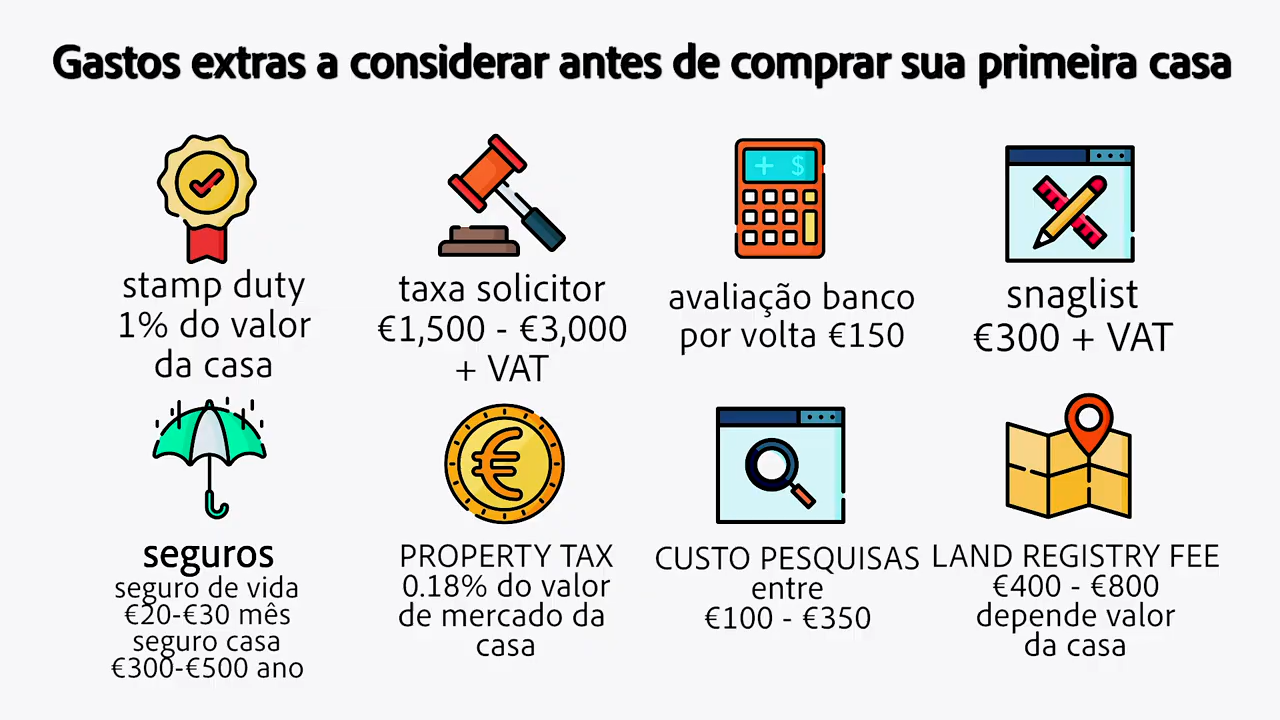 Gastos extras a considerar antes de comprar sua primeira casa
stamp duty
1% do valor
da casa
taxa solicitor
€1,500 - €3,000
+ VAT
avaliação banco
por volta €150
snaglist
€300 + VAT
seguros
seguro de vida
€20-€30 mês
seguro casa
€300-€500 ano
PROPERTY TAX
0.18% do valor
de mercado da
casa
CUSTO PESQUISAS
entre
€100 - €350
LAND REGISTRY FEE
€400 - €800
depende valor
da casa